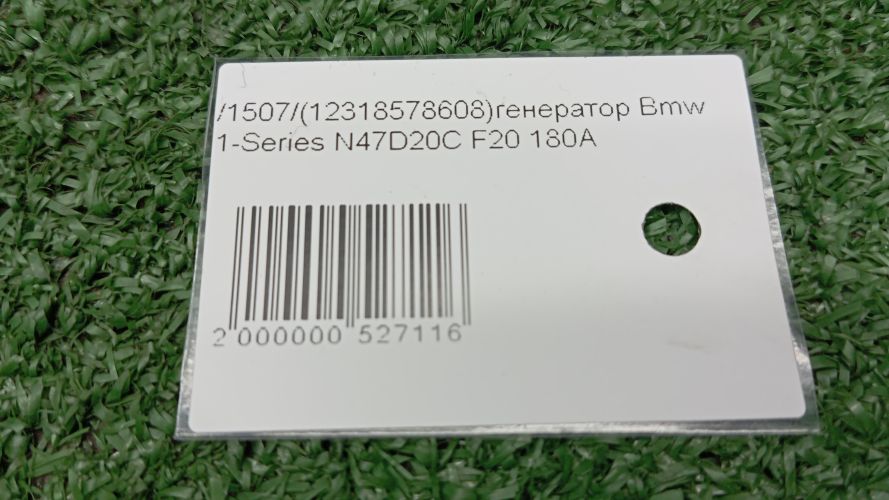 /1507/(12318578608)генератор Bmw
1-Series N47D20C F20 180A
2 000000 527116